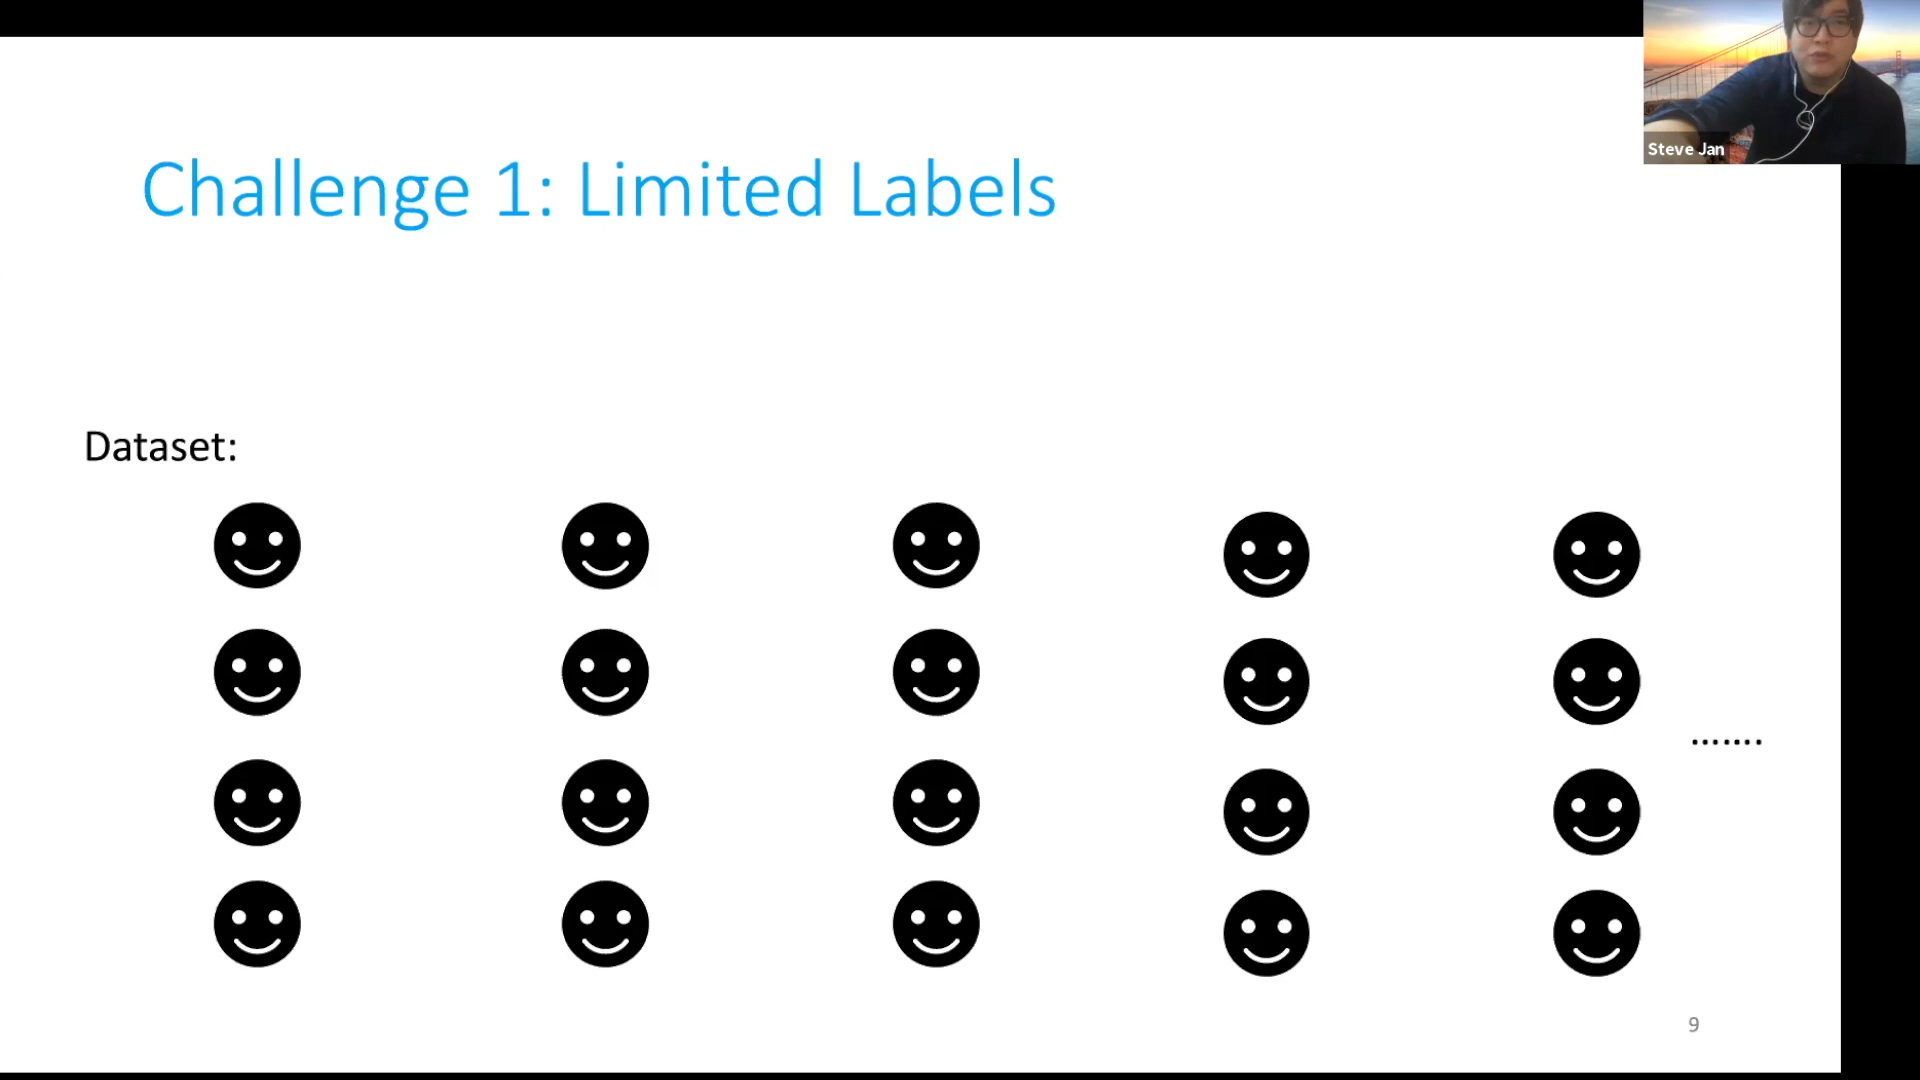 Steve Jan
Challenge 1: Limited Labels
Dataset:
.......
9